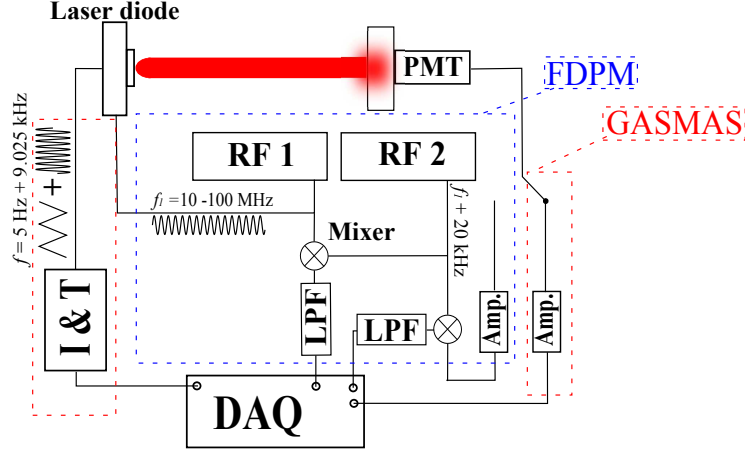 Laser diode
PMT
FDPM
GASMAS
RF 1
RF 2
f = 5 Hz + 9.025 kHz
+
f₁ =10 -100 MHz
f₁ + 20 kHz
Mixer
I & T
LPF
LPF
Amp.
Amp.
DAQ